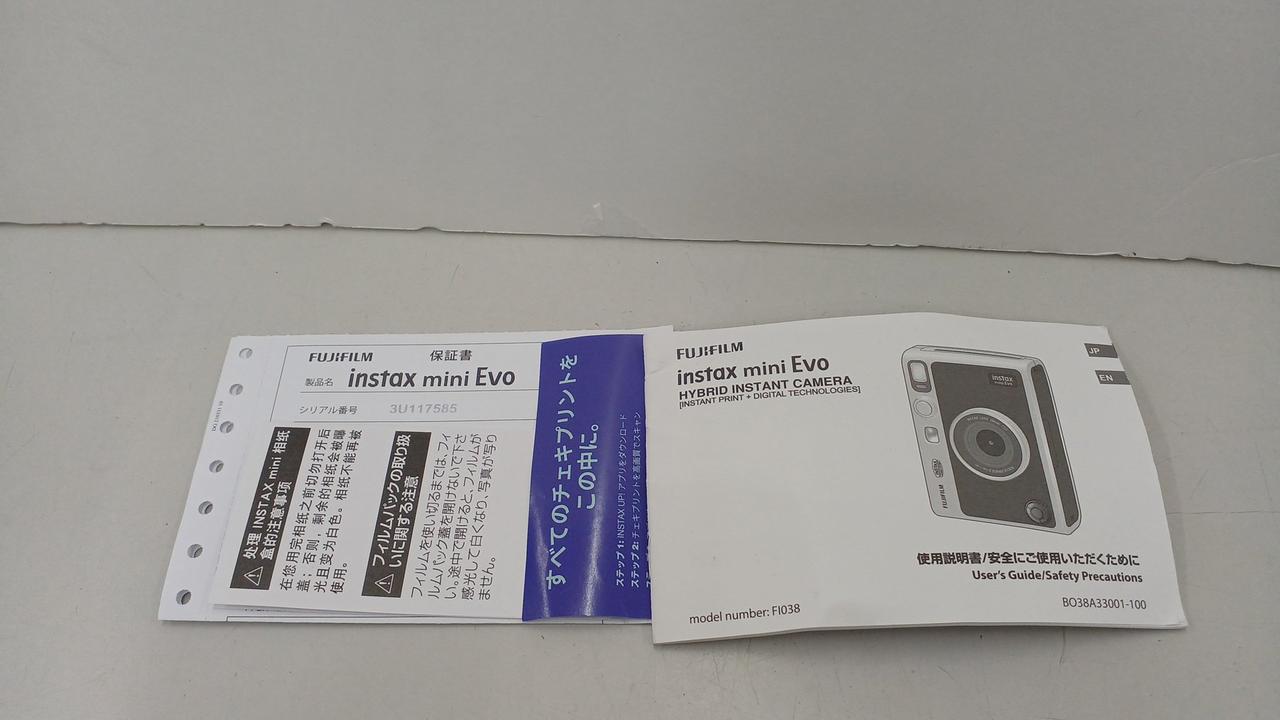 FUJIFILM 保証書
製品名 instax mini Evo
シリアル番号 3U117585
処理 INSTAX mini 相纸
盒的注意事项
在您用完相纸之前切勿打开后
盖；否则，剩余的相纸会被曝
光且变为白色。相纸不能再被
使用。
フィルムパックの取り扱
いに関する注意
フィルムを使い切るまでは、フィ
ルムパック蓋を開けないで下さ
い。途中で開けると、フィルムが
感光して白くなり、写真が写り
ません。
すべてのチェキプリントを
この中に。
ステップ 1: INSTAX UP! アプリをダウンロード
ステップ 2: チェキプリントを高画質でスキャン
FUJIFILM
instax mini Evo
HYBRID INSTANT CAMERA
[INSTANT PRINT + DIGITAL TECHNOLOGIES]
JP
EN
instax
mini Evo
FUJIFILM
使用説明書/安全にご使用いただくために
User's Guide/Safety Precautions
model number: FI038
BO38A33001-100